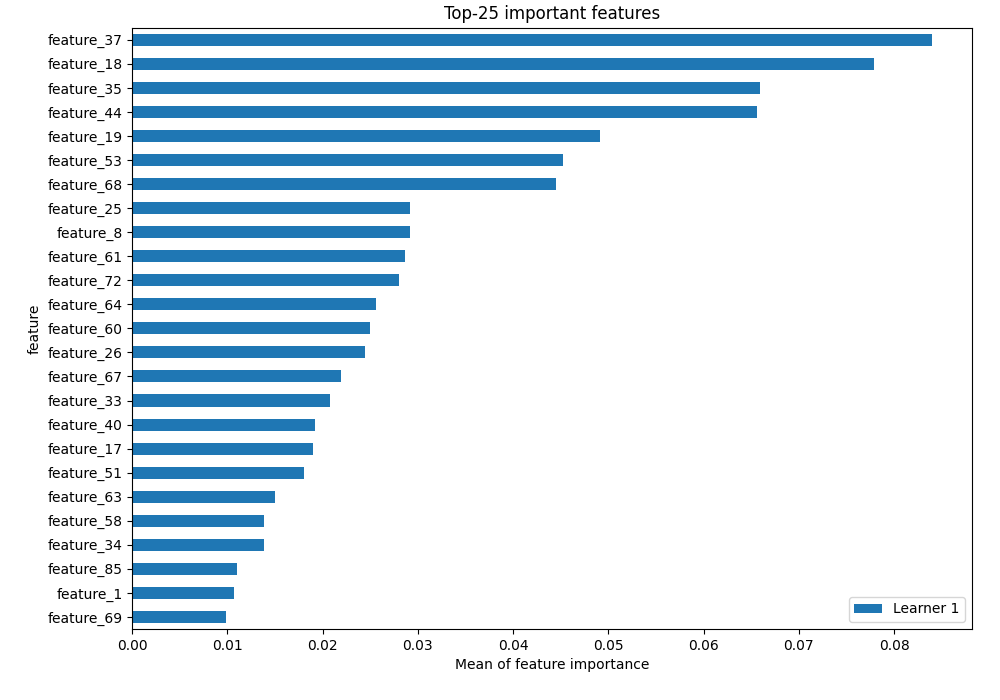 Top-25 important features
feature_37
feature_18
feature_35
feature_44
feature_19
feature_53
feature_68
feature_25
feature_8
feature_61
feature_72
feature_64
feature_60
feature_26
feature_67
feature_33
feature_40
feature_17
feature_51
feature_63
feature_58
feature_34
feature_85
feature_1
feature_69
feature
Learner 1
0.00 0.01 0.02 0.03 0.04 0.05 0.06 0.07 0.08
Mean of feature importance